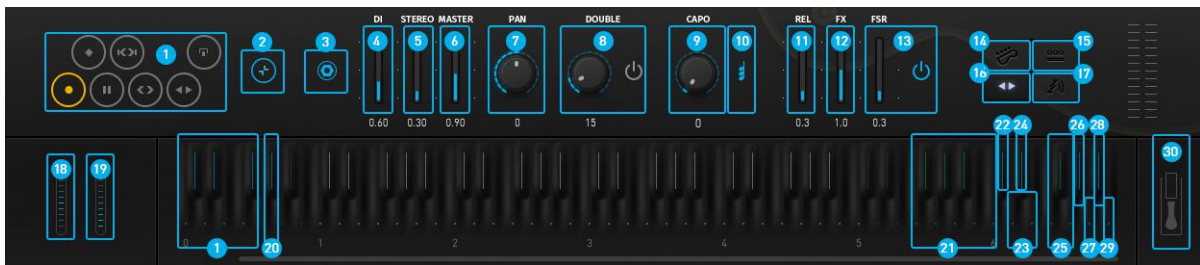 DI STEREO MASTER PAN DOUBLE CAPO REL FX FSR
1 2 3 4 5 6 7 8 9 10 11 12 13 14 15
16 17
0.60 0.30 0.90 0 15 0 0.3 1.0 0.3
22 24 26 28
18 19 30
0 1 2 3 4 5 6
1 20 21 23 25 27 29